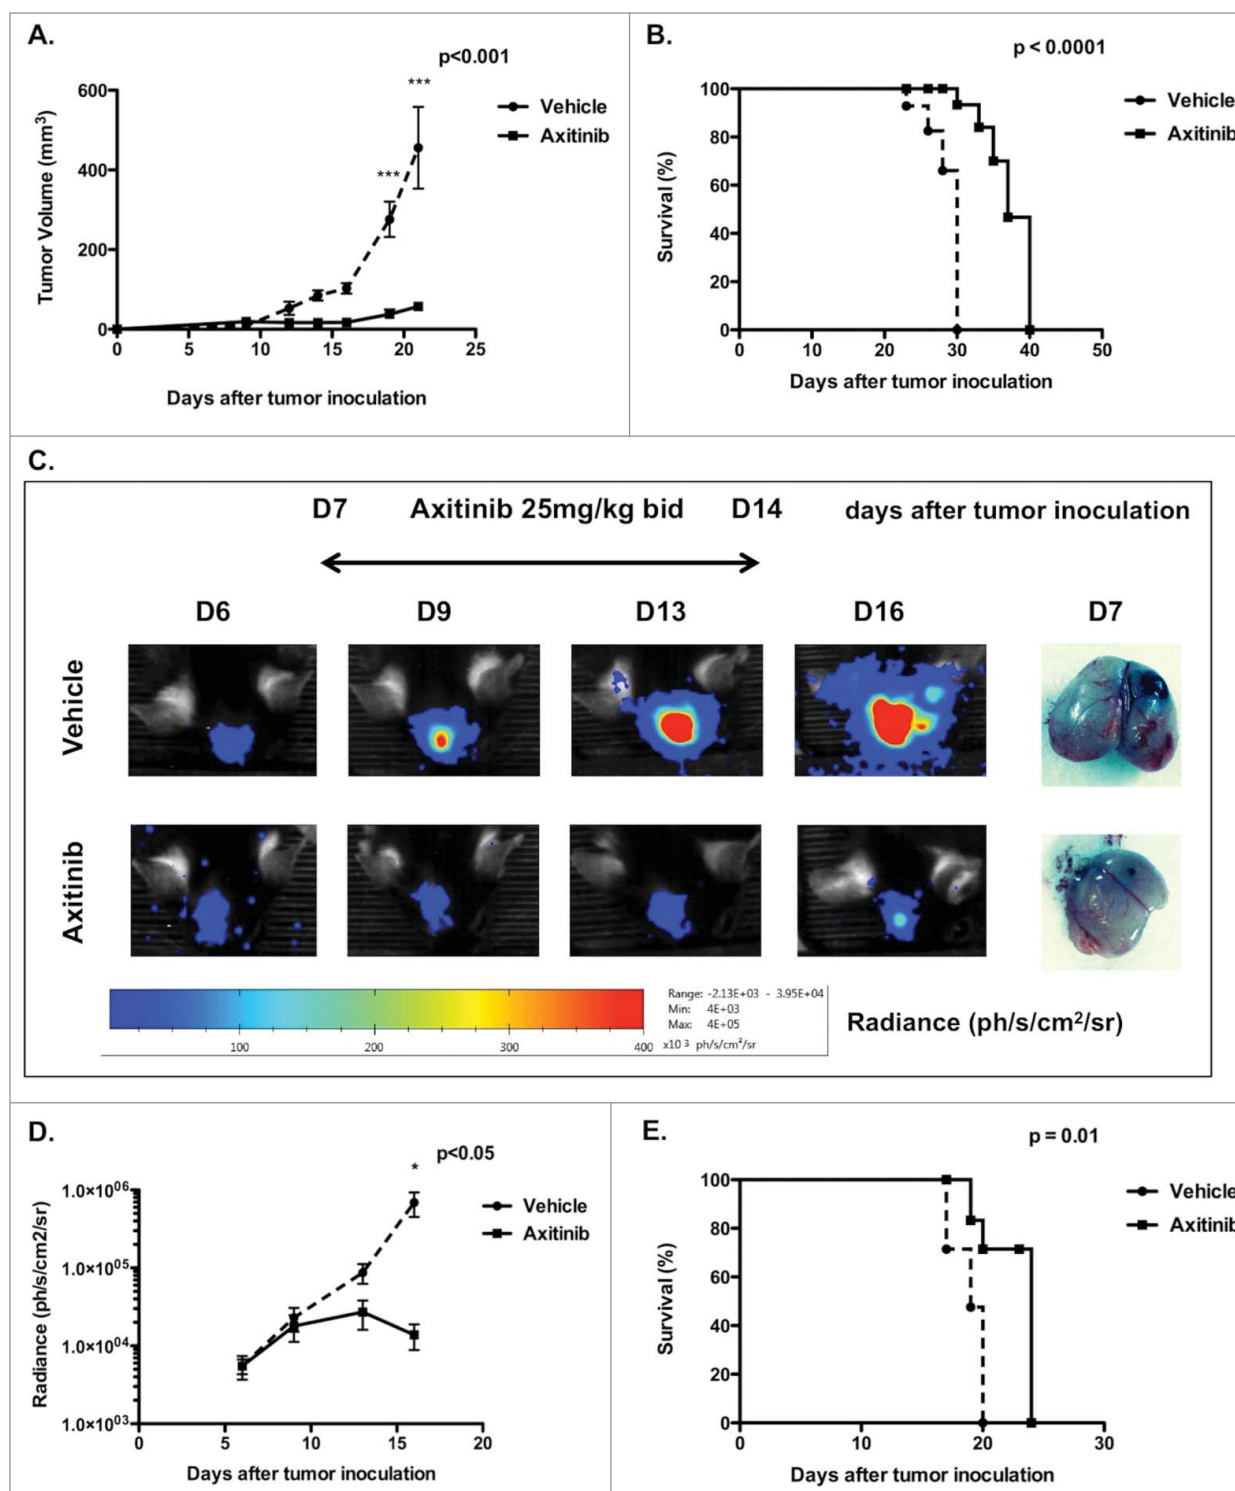 A.
p<0.001
***
***
Vehicle
Axitinib
600
400
200
0
Tumor Volume (mm³)
0 5 10 15 20 25
Days after tumor inoculation
B.
p < 0.0001
Vehicle
Axitinib
100
80
60
40
20
0
Survival (%)
0 10 20 30 40 50
Days after tumor inoculation
C.
D7 Axitinib 25mg/kg bid D14 days after tumor inoculation
D6 D9 D13 D16 D7
Vehicle
Axitinib
100 200 300 400 x10 3 ph/s/cm²/sr
Range: -2.13E+03 - 3.95E+04
Min: 4E+03
Max: 4E+05
Radiance (ph/s/cm²/sr)
D.
p<0.05
*
Vehicle
Axitinib
1.0×10⁰⁶
1.0×10⁰⁵
1.0×10⁰⁴
1.0×10⁰³
Radiance (ph/s/cm2/sr)
0 5 10 15 20
Days after tumor inoculation
E.
p = 0.01
Vehicle
Axitinib
100
80
60
40
20
0
Survival (%)
0 10 20 30
Days after tumor inoculation